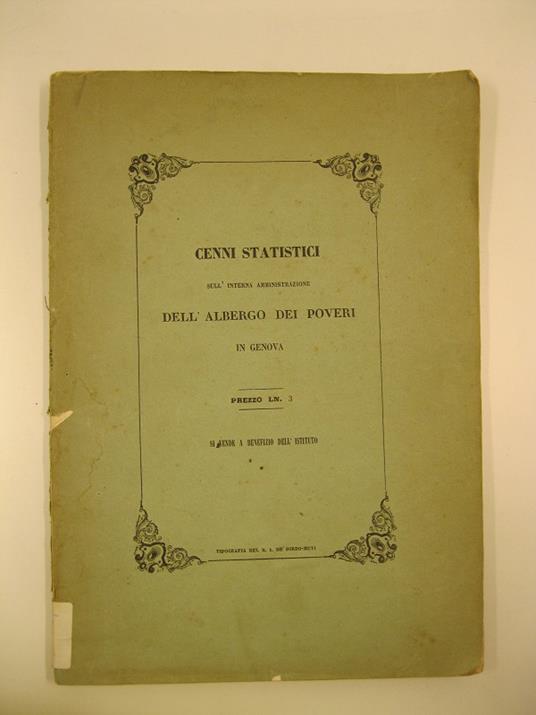 CENNI STATISTICI
SULL' INTERNA AMMINISTRAZIONE
DELL' ALBERGO DEI POVERI
IN GENOVA
PREZZO LN. 3
SI VENDE A BENEFIZIO DELL' ISTITUTO
TIPOGRAFIA DEL R. I. DE' SORDO-MUTI